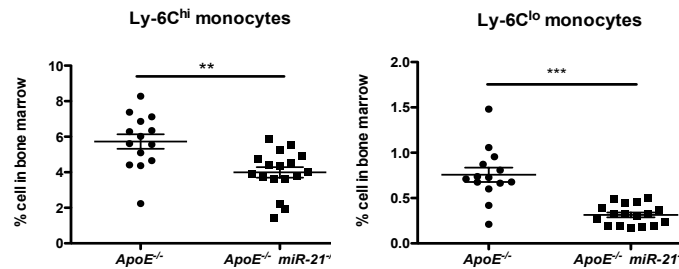 Ly-6Chi monocytes
**
% cell in bone marrow
10
8
6
4
2
0
ApoE-/- ApoE-/- miR-21-/
Ly-6Clo monocytes
***
% cell in bone marrow
2.0
1.5
1.0
0.5
0.0
ApoE-/- ApoE-/- miR-21-